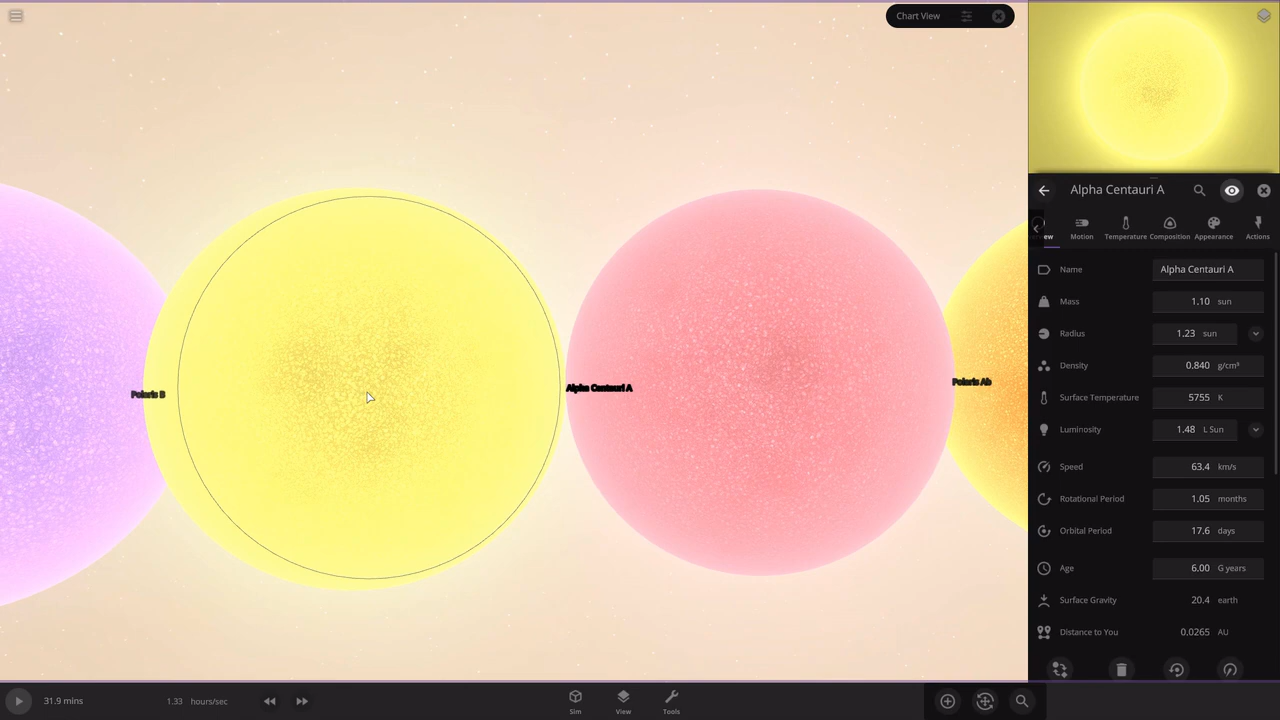 Chart View
Polaris B
Alpha Centauri A
Polaris Ab
Alpha Centauri A
Motion
Temperature
Composition
Appearance
Actions
Name Alpha Centauri A
Mass 1.10 sun
Radius 1.23 sun
Density 0.840 g/cm³
Surface Temperature 5755 K
Luminosity 1.48 L Sun
Speed 63.4 km/s
Rotational Period 1.05 months
Orbital Period 17.6 days
Age 6.00 G years
Surface Gravity 20.4 earth
Distance to You 0.0265 AU
31.9 mins
1.33 hours/sec
Sim
View
Tools